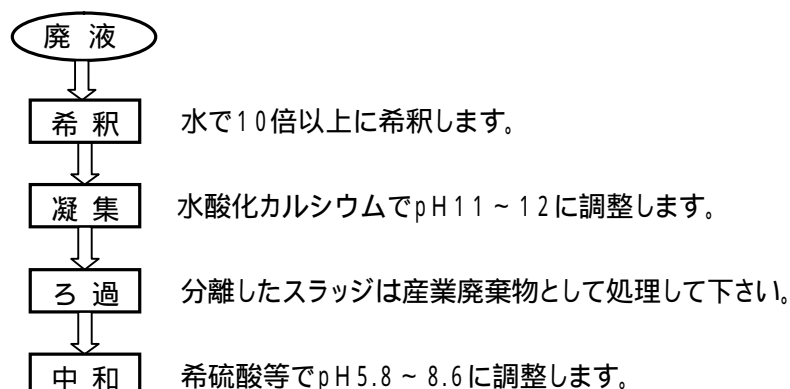 廃 液
希 釈 水で10倍以上に希釈します。
凝 集 水酸化カルシウムでpH11~12に調整します。
ろ 過 分離したスラッジは産業廃棄物として処理して下さい。
中 和 希硫酸等でpH5.8~8.6に調整します。